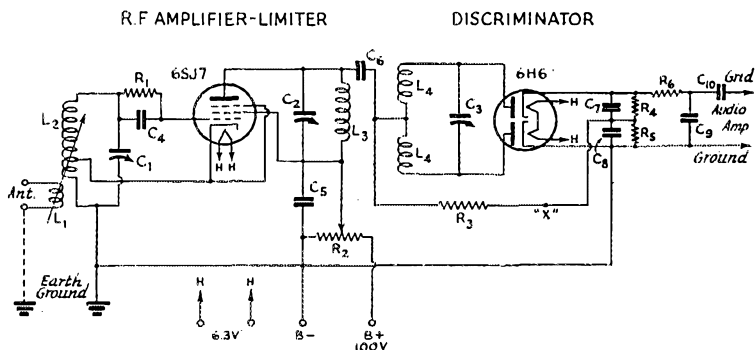 R.F AMPLIFIER-LIMITER
DISCRIMINATOR
6SJ7
C6
6H6
R1
L4
R6
C10
Grid
H
L2
C4
C2
L3
C3
C7
R4
Audio
Amp
C1
L4
H
C8
R5
C9
Ground
H H
C5
Ant.
L1
R3
"X"
R2
Earth
Ground
H
H
6.3V
B-
B+
100V